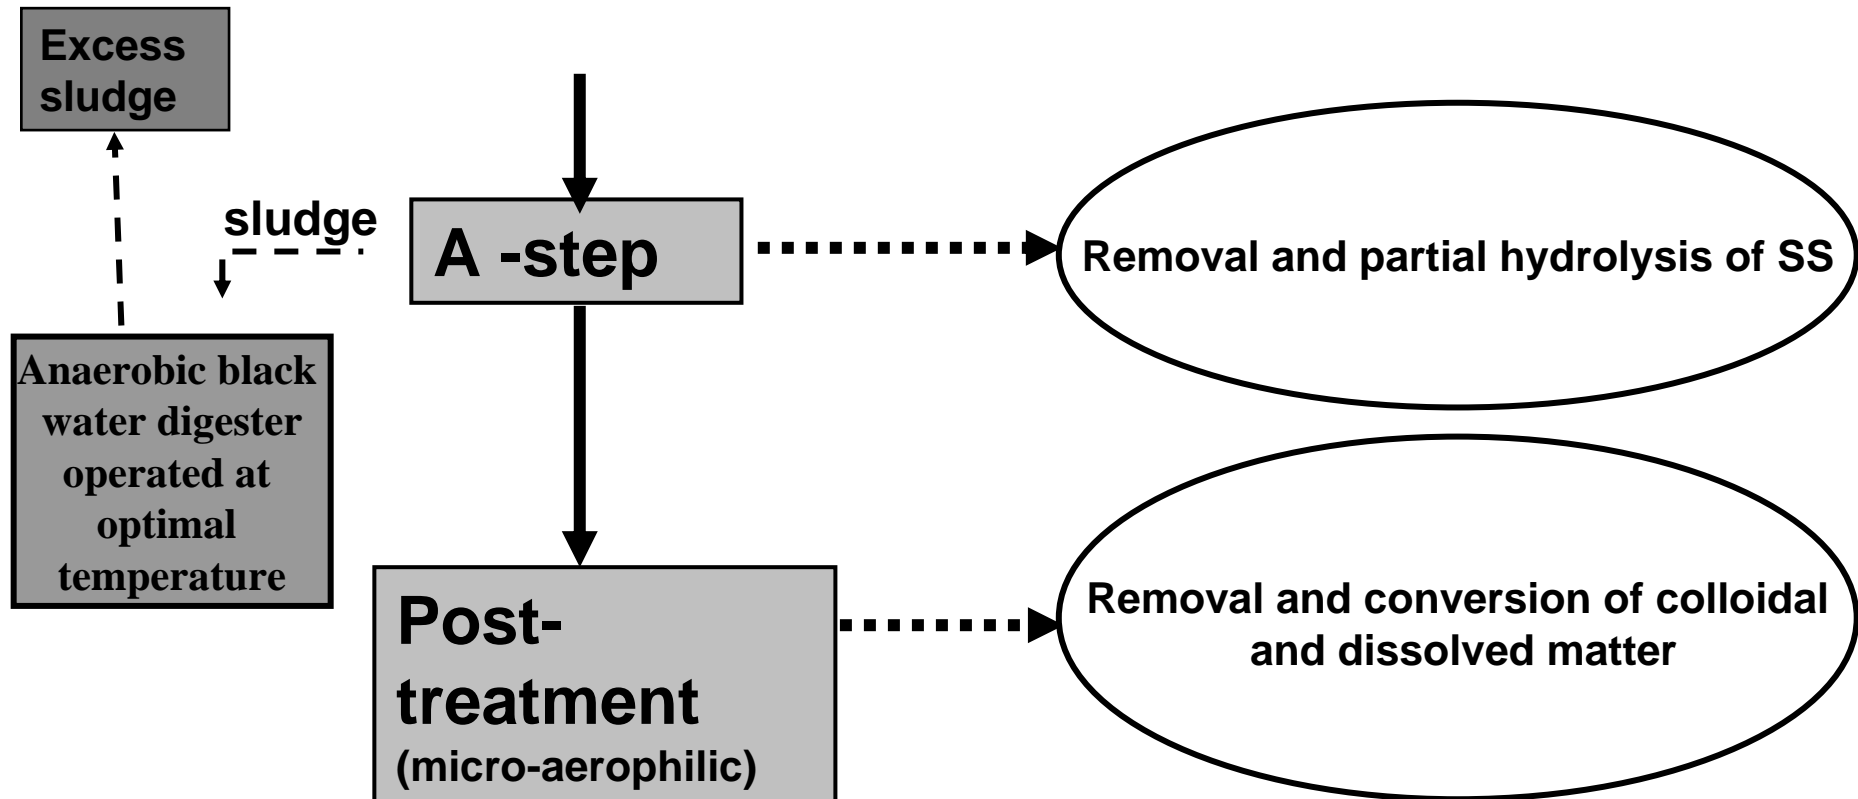 Excess
sludge
sludge
A -step
Removal and partial hydrolysis of SS
Anaerobic black
water digester
operated at
optimal
temperature
Post-
treatment
(micro-aerophilic)
Removal and conversion of colloidal
and dissolved matter